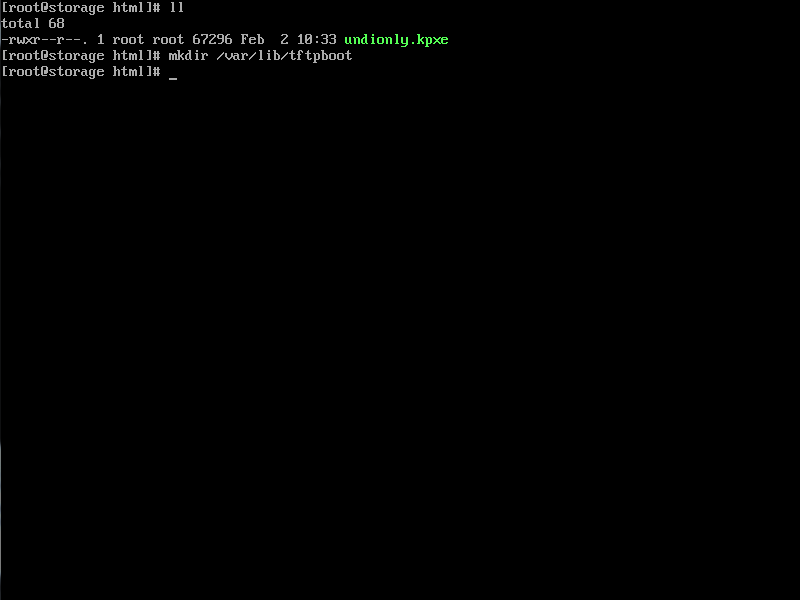 [root@storage html]# ll
total 68
-rwxr--r--. 1 root root 67296 Feb  2 10:33 undionly.kpxe
[root@storage html]# mkdir /var/lib/tftpboot
[root@storage html]# _